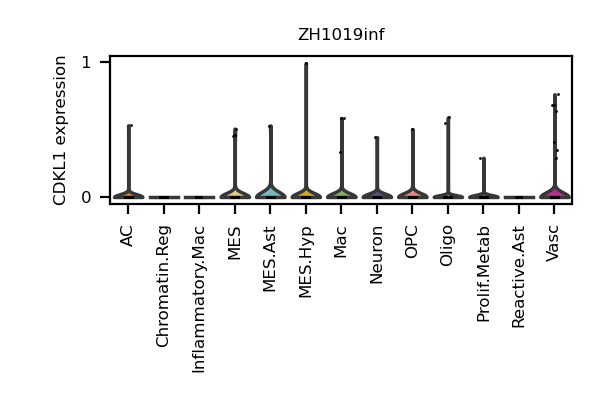 ZH1019inf
CDKL1 expression
1
0
AC
Chromatin.Reg
Inflammatory.Mac
MES
MES.Ast
MES.Hyp
Mac
Neuron
OPC
Oligo
Prolif.Metab
Reactive.Ast
Vasc